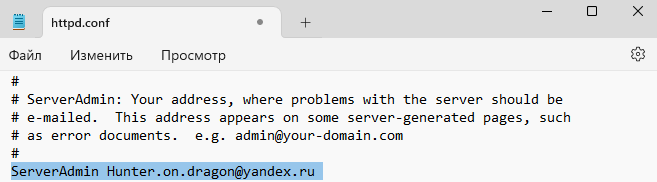 httpd.conf
Файл Изменить Просмотр
#
# ServerAdmin: Your address, where problems with the server should be
# e-mailed.  This address appears on some server-generated pages, such
# as error documents.  e.g. admin@your-domain.com
#
ServerAdmin Hunter.on.dragon@yandex.ru